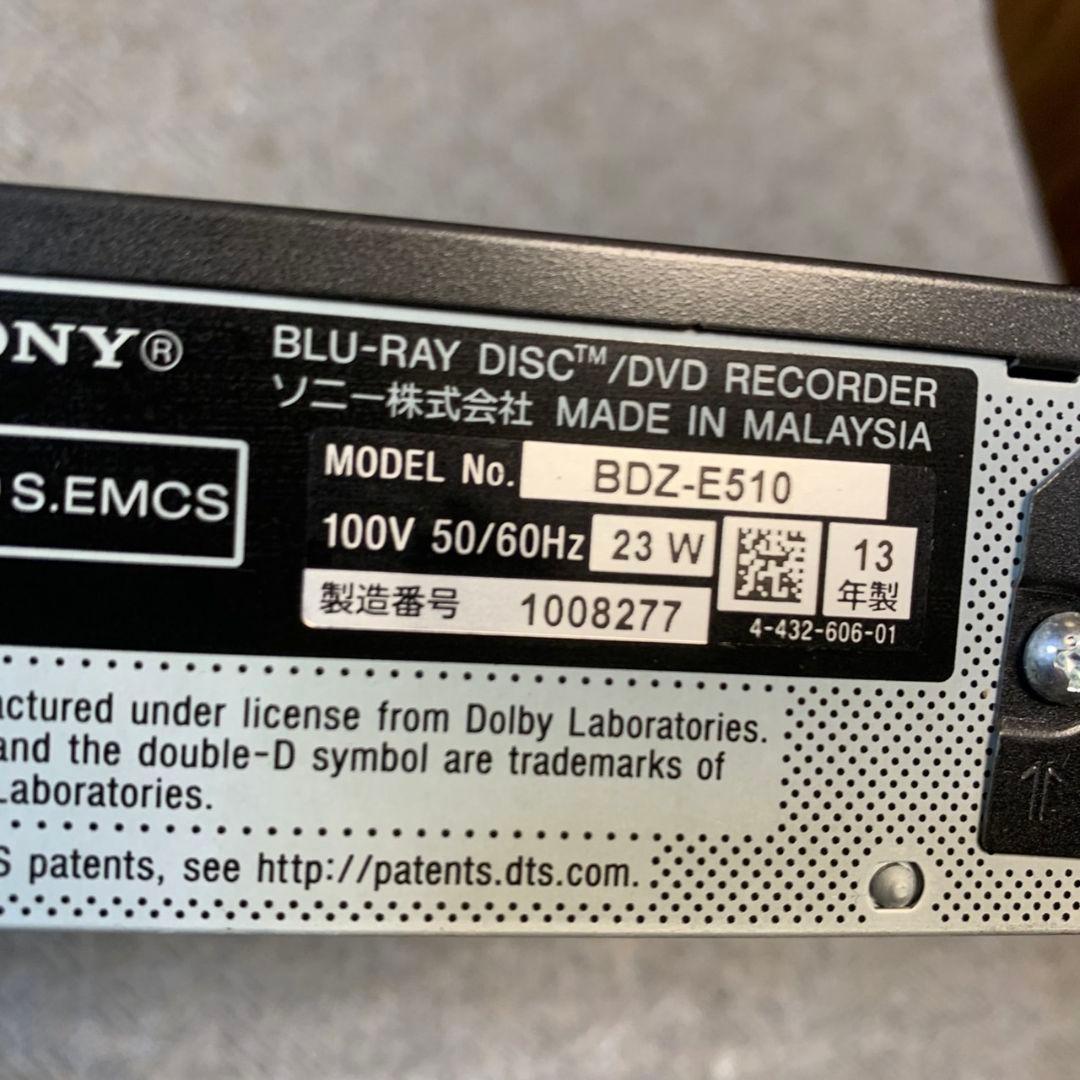 ONY®
BLU-RAY DISC™/DVD RECORDER
ソニー株式会社 MADE IN MALAYSIA
S.EMCS
MODEL No. BDZ-E510
100V 50/60Hz 23 W
13
年製
製造番号 1008277
4-432-606-01
actured under license from Dolby Laboratories.
and the double-D symbol are trademarks of
Laboratories.
S patents, see http://patents.dts.com.